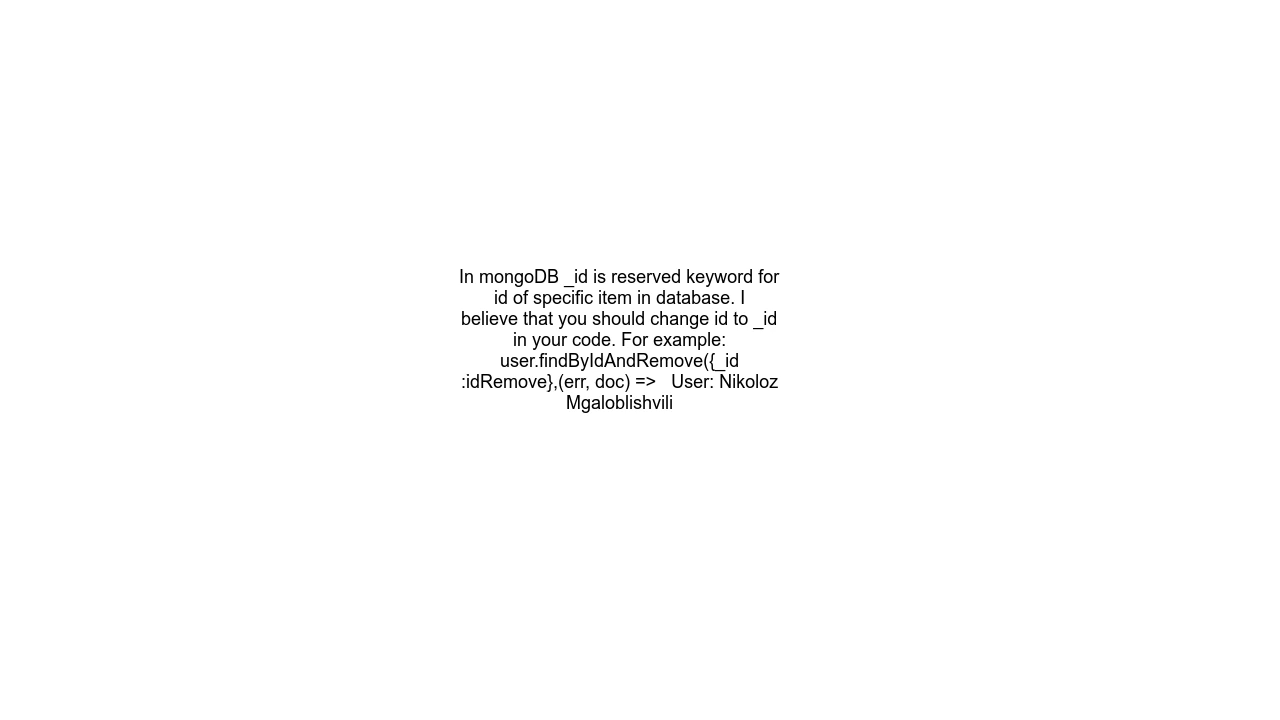 In mongoDB _id is reserved keyword for
id of specific item in database. I
believe that you should change id to _id
in your code. For example:
user.findByIdAndRemove({_id
:idRemove},(err, doc) =>   User: Nikoloz
Mgaloblishvili